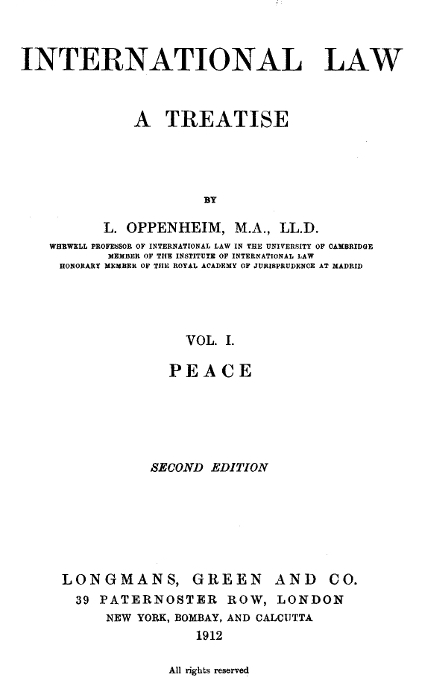 INTERNATIONAL LAW
A TREATISE
BY
L. OPPENHEIM, M.A., LL.D.
WHEWELL PROFESSOR OF INTERNATIONAL LAW IN THE UNIVERSITY OF CAMBRIDGE
MEMBER OF THE INSTITUTE OF INTERNATIONAL LAW
HONORARY MEMBER OF THE ROYAL ACADEMY OF JURISPRUDENCE AT MADRID
VOL. I.
PEACE
SECOND EDITION
LONGMANS, GREEN AND CO.
39 PATERNOSTER ROW, LONDON
NEW YORK, BOMBAY, AND CALCUTTA
1912
All rights reserved